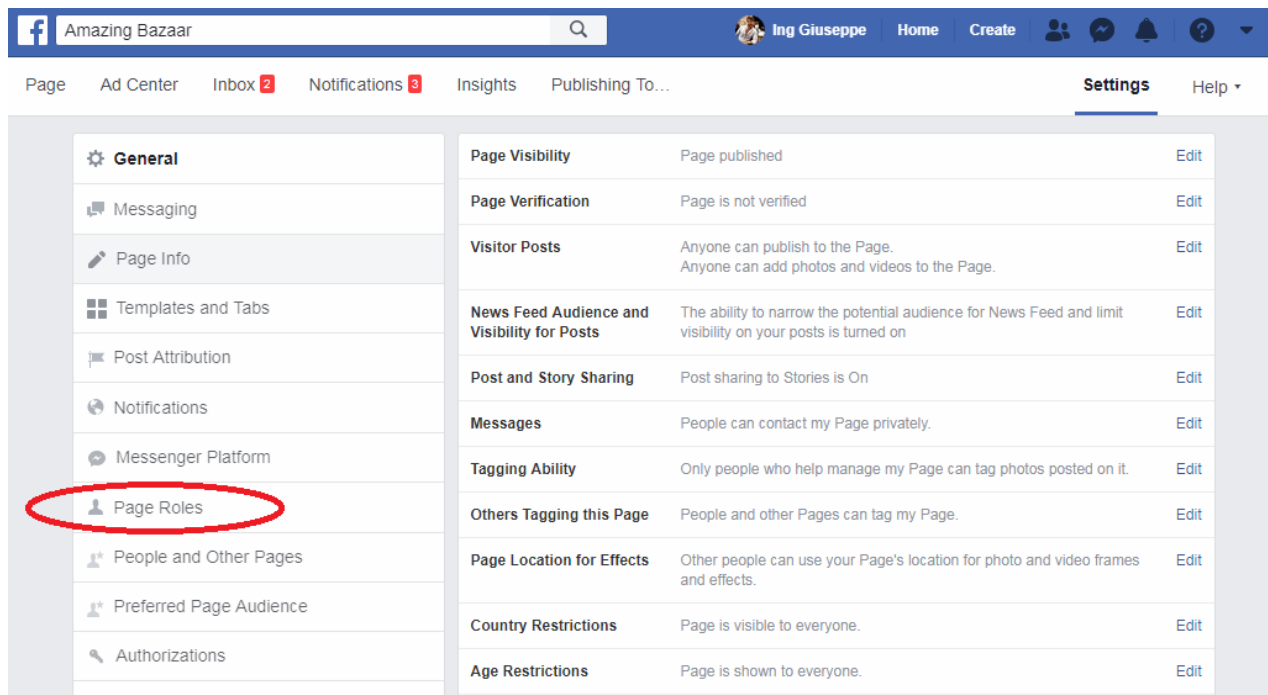 f Amazing Bazaar Ing Giuseppe Home Create
Page Ad Center Inbox 2 Notifications 3 Insights Publishing To... Settings Help
General
Messaging
Page Info
Templates and Tabs
Post Attribution
Notifications
Messenger Platform
Page Roles
People and Other Pages
Preferred Page Audience
Authorizations
Page Visibility Page published Edit
Page Verification Page is not verified Edit
Visitor Posts Anyone can publish to the Page. Edit
Anyone can add photos and videos to the Page.
News Feed Audience and The ability to narrow the potential audience for News Feed and limit Edit
Visibility for Posts visibility on your posts is turned on
Post and Story Sharing Post sharing to Stories is On Edit
Messages People can contact my Page privately. Edit
Tagging Ability Only people who help manage my Page can tag photos posted on it. Edit
Others Tagging this Page People and other Pages can tag my Page. Edit
Page Location for Effects Other people can use your Page's location for photo and video frames Edit
and effects.
Country Restrictions Page is visible to everyone. Edit
Age Restrictions Page is shown to everyone. Edit